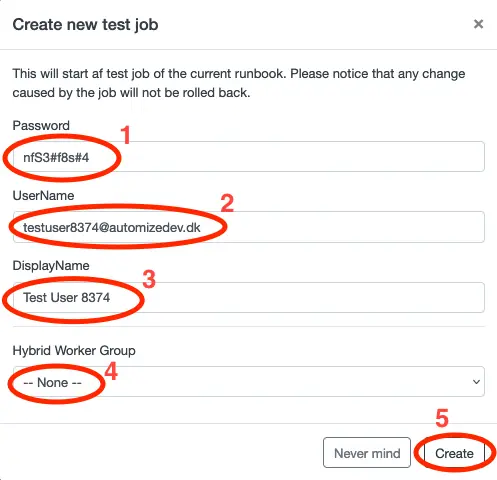 Create new test job ×
This will start af test job of the current runbook. Please notice that any change
caused by the job will not be rolled back.
Password 1
nfS3#f8s#4
UserName 2
testuser8374@automizedev.dk
DisplayName 3
Test User 8374
Hybrid Worker Group
-- None -- 4
5
Never mind Create